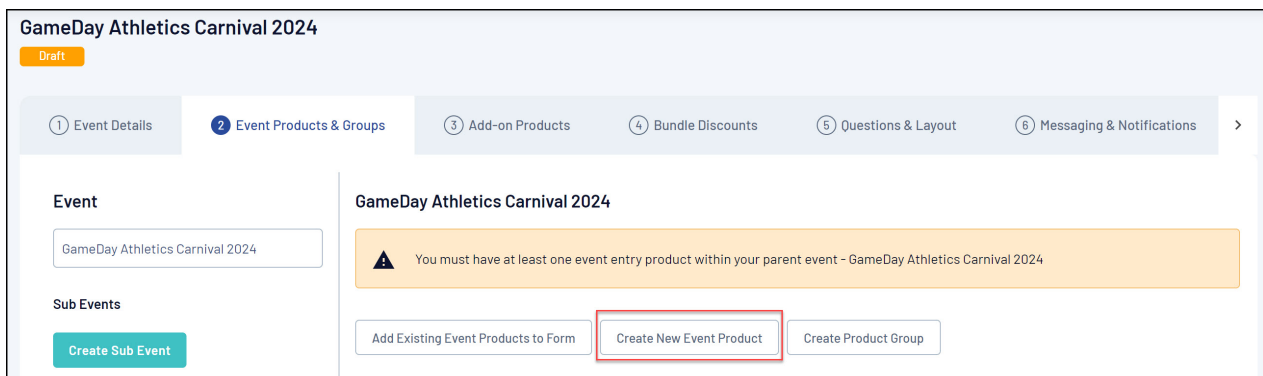 GameDay Athletics Carnival 2024
Draft
1 Event Details 2 Event Products & Groups 3 Add-on Products 4 Bundle Discounts 5 Questions & Layout 6 Messaging & Notifications >
Event
GameDay Athletics Carnival 2024
GameDay Athletics Carnival 2024
You must have at least one event entry product within your parent event - GameDay Athletics Carnival 2024
Sub Events
Create Sub Event
Add Existing Event Products to Form Create New Event Product Create Product Group